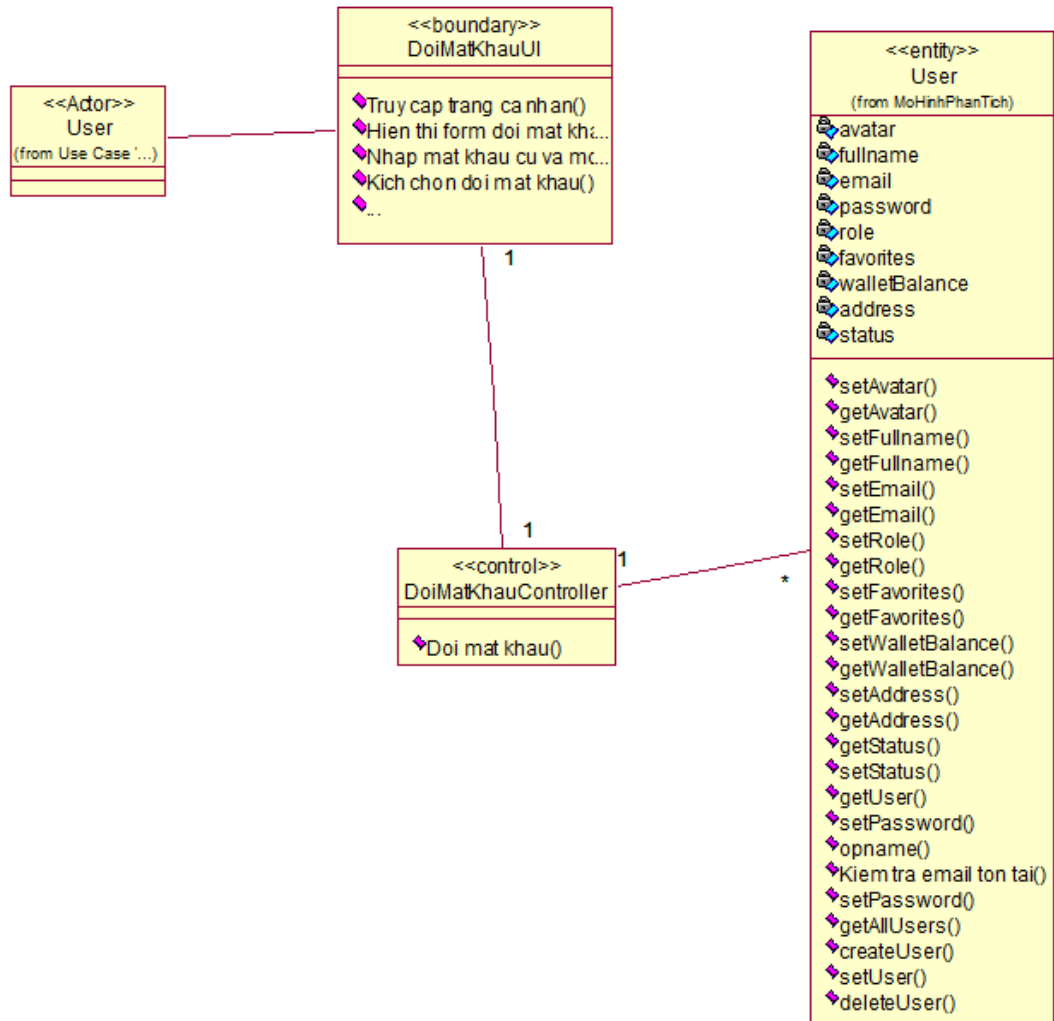 <<Actor>>
User
(from Use Case '...)
<<boundary>>
DoiMatKhauUI
Truy cap trang ca nhan()
Hien thi form doi mat kha...
Nhap mat khau cu va mo...
Kich chon doi mat khau()
...
1
1
<<control>>
DoiMatKhauController
Doi mat khau()
1
*
<<entity>>
User
(from MoHinhPhanTich)
avatar
fullname
email
password
role
favorites
walletBalance
address
status
setAvatar()
getAvatar()
setFullname()
getFullname()
setEmail()
getEmail()
setRole()
getRole()
setFavorites()
getFavorites()
setWalletBalance()
getWalletBalance()
setAddress()
getAddress()
getStatus()
setStatus()
getUser()
setPassword()
opname()
Kiem tra email ton tai()
setPassword()
getAllUsers()
createUser()
setUser()
deleteUser()